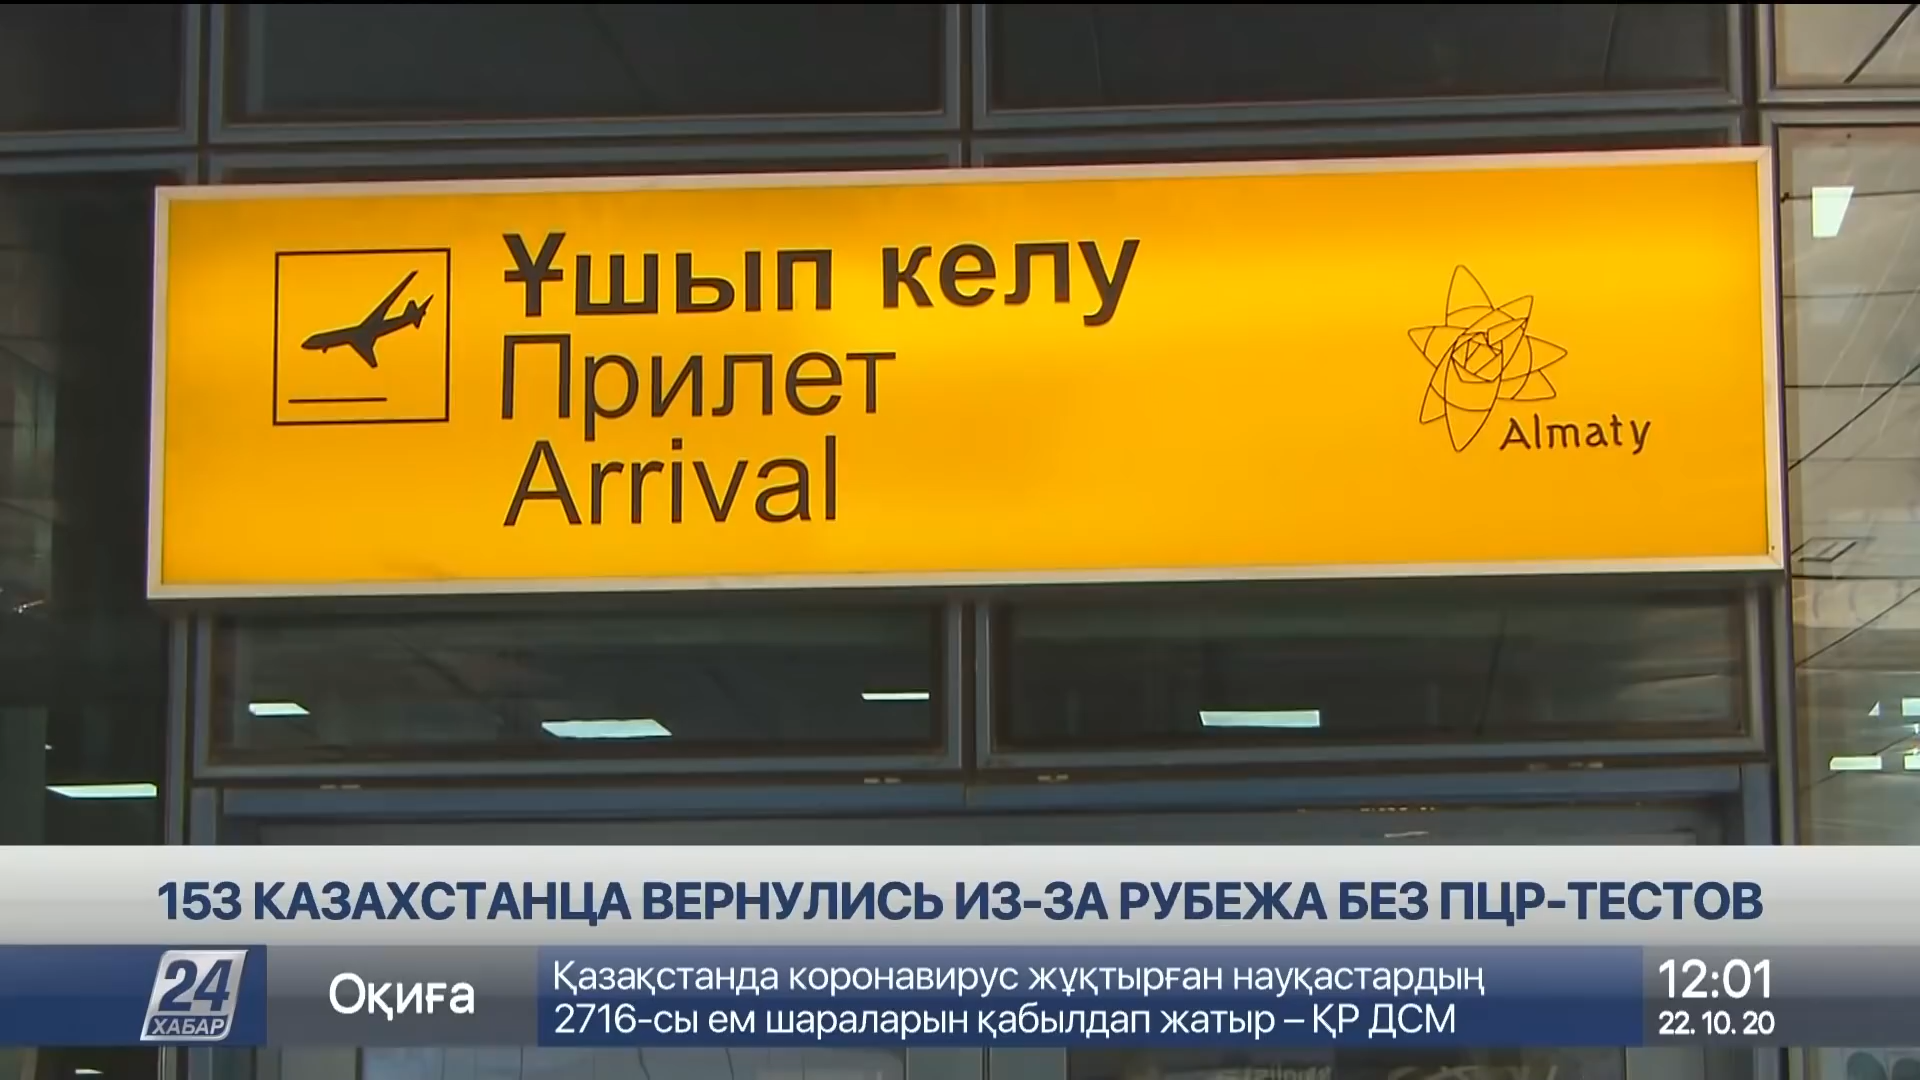 Ұшып келу
Прилет
Arrival
Almaty
153 КАЗАХСТАНЦА ВЕРНУЛИСЬ ИЗ-ЗА РУБЕЖА БЕЗ ПЦР-ТЕСТОВ
24
ХАБАР
Оқиға
Қазақстанда коронавирус жұқтырған науқастардың
2716-сы ем шараларын қабылдап жатыр – ҚР ДСМ
12:01
22. 10. 20